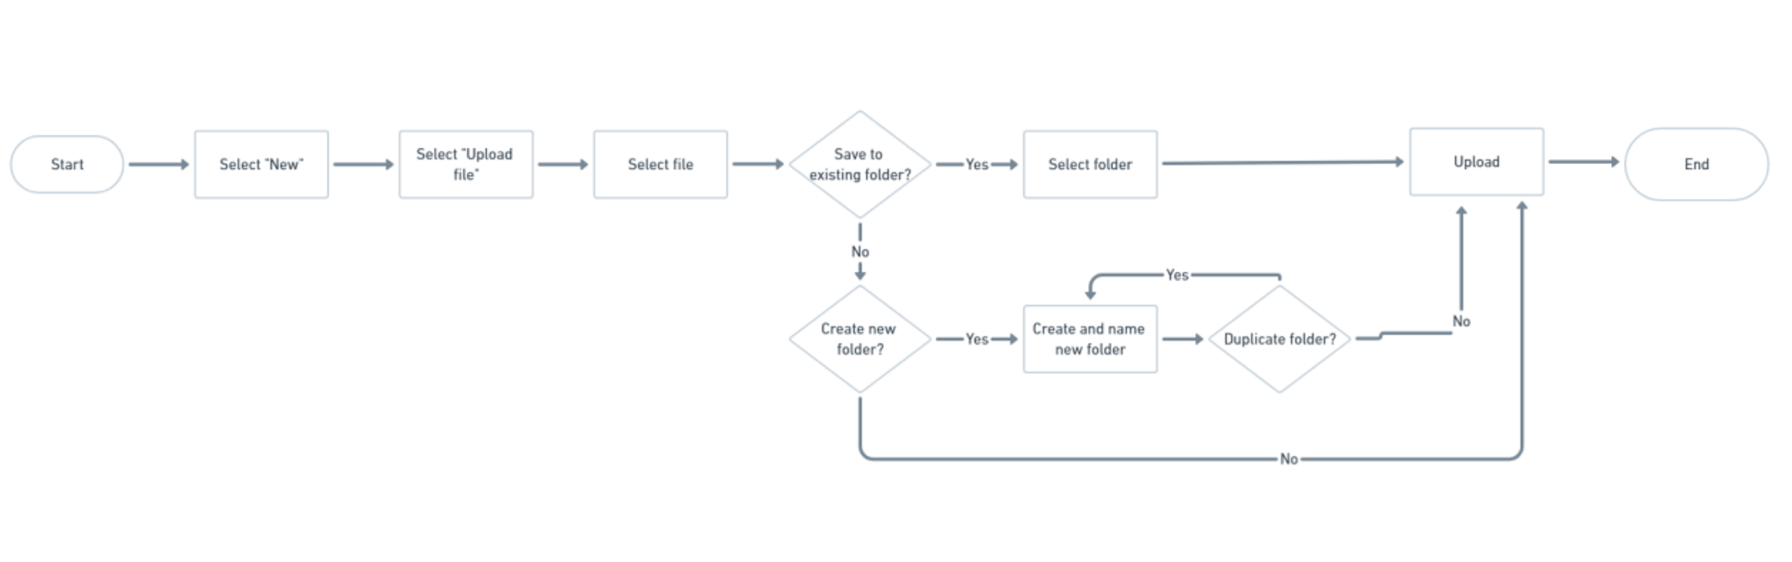 Start
Select "New"
Select "Upload
file"
Select file
Save to
existing folder?
Yes
Select folder
Upload
End
No
Yes
Create new
folder?
Yes
Create and name
new folder
Duplicate folder?
No
No